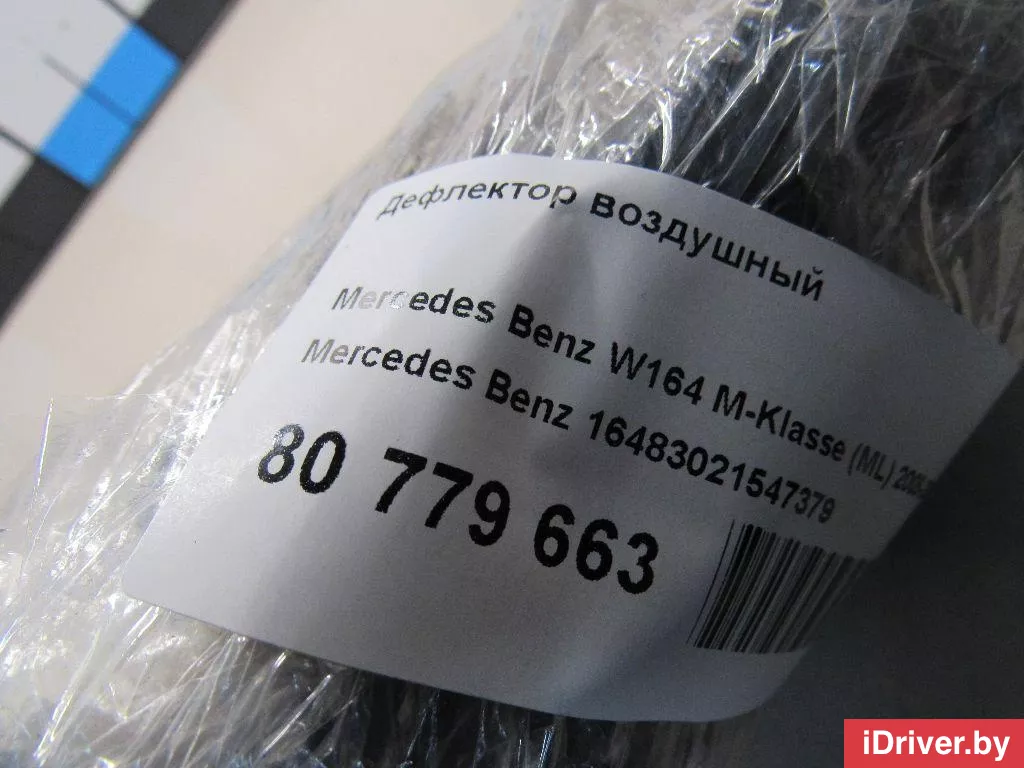 Дефлектор воздушный
Mercedes Benz W164 M-Klasse (ML)
Mercedes Benz 16483021547379
80 779 663
iDriver.by